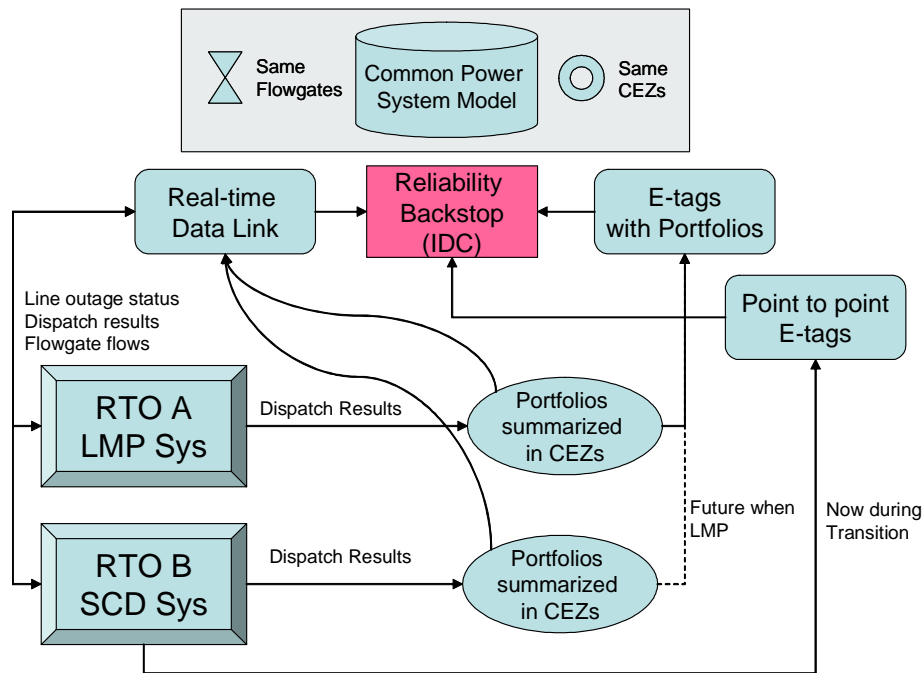 Same
Flowgates
Common Power
System Model
Same
CEZs
Real-time
Data Link
Reliability
Backstop
(IDC)
E-tags
with Portfolios
Point to point
E-tags
Line outage status
Dispatch results
Flowgate flows
RTO A
LMP Sys
Dispatch Results
Portfolios
summarized
in CEZs
Future when
LMP
Now during
Transition
RTO B
SCD Sys
Dispatch Results
Portfolios
summarized
in CEZs